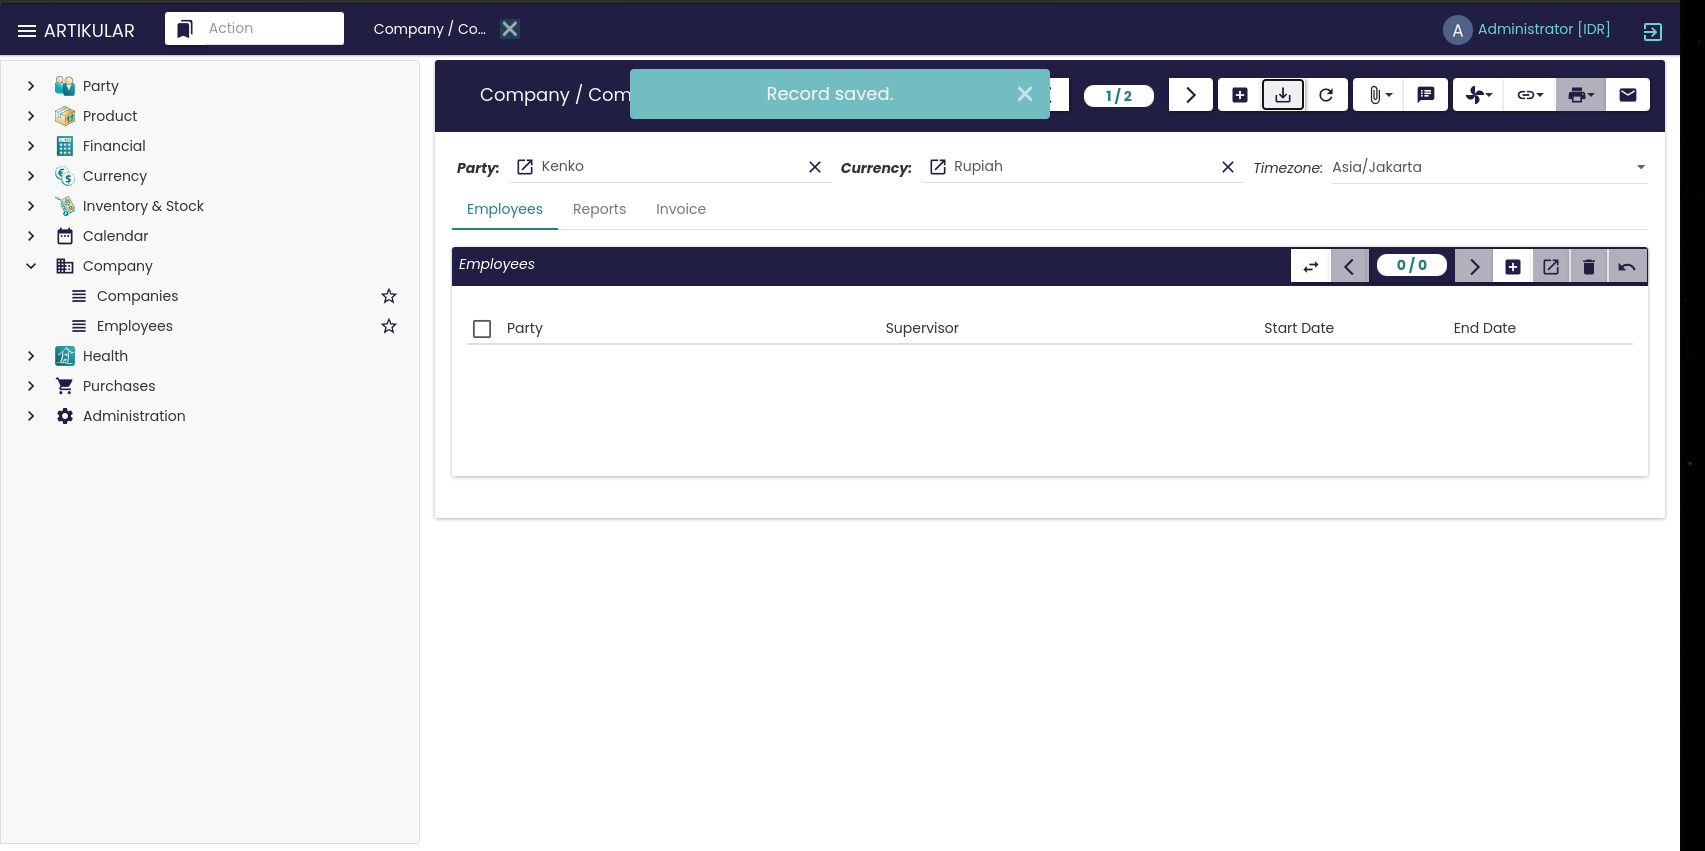 ARTIKULAR
Action
Company / Co...
A
Administrator [IDR]
Party
Product
Financial
Currency
Inventory & Stock
Calendar
Company
Companies
Employees
Health
Purchases
Administration
Company / Com
Record saved.
1 / 2
Party: Kenko
Currency: Rupiah
Timezone: Asia/Jakarta
Employees Reports Invoice
Employees
0 / 0
Party Supervisor Start Date End Date